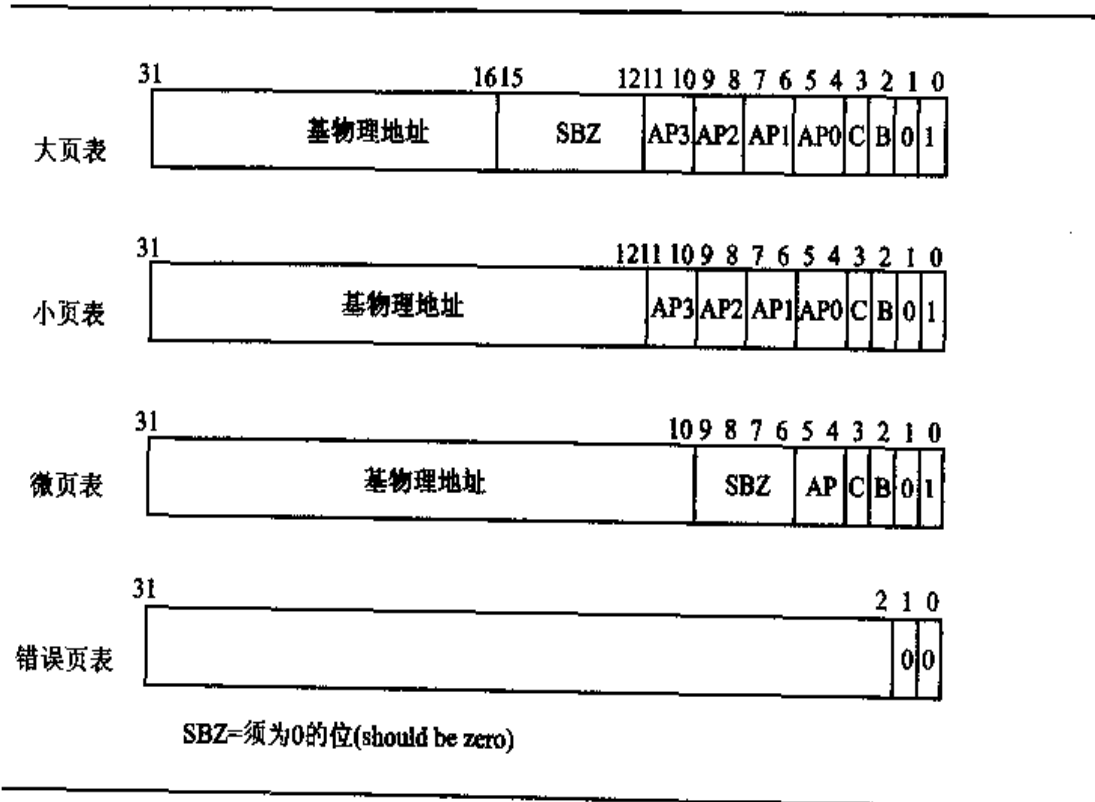 31 1615 1211 10 9 8 7 6 5 4 3 2 1 0
大页表 基物理地址 SBZ AP3 AP2 AP1 AP0 C B 0 1
31 1211 10 9 8 7 6 5 4 3 2 1 0
小页表 基物理地址 AP3 AP2 AP1 AP0 C B 0 1
31 10 9 8 7 6 5 4 3 2 1 0
微页表 基物理地址 SBZ AP C B 0 1
31 2 1 0
错误页表 0 0
SBZ=须为0的位(should be zero)